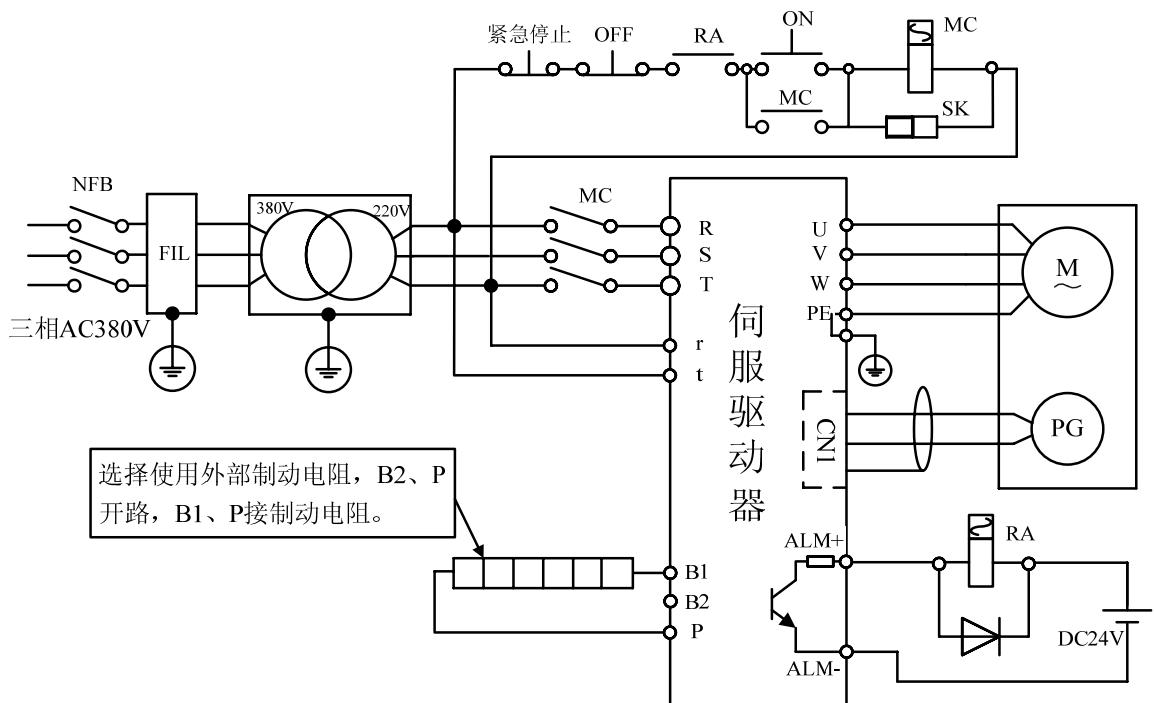 紧急停止 OFF RA ON MC
MC SK
NFB 380V 220V MC
FIL
三相AC380V
R U
S V M
T W
PE
r
t
伺服驱动器
CN1 PG
选择使用外部制动电阻，B2、P
开路，B1、P接制动电阻。
ALM+ RA
B1
B2
P
DC24V
ALM-